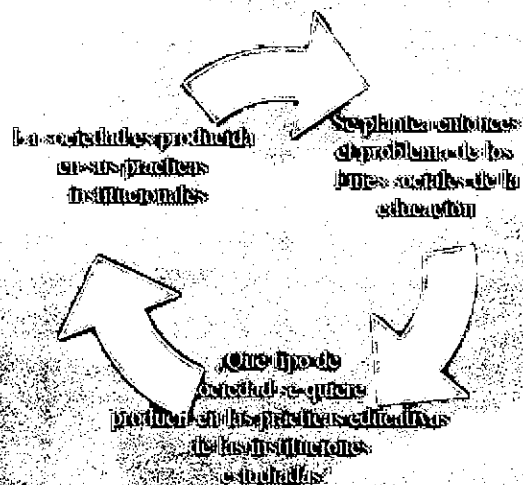 La sociedad es producida
en sus prácticas
institucionales
Se plantea entonces
el problema de los
fines sociales de la
educación
¿Que tipo de
sociedad se quiere
producir en las prácticas educativas
de las instituciones
estudiadas